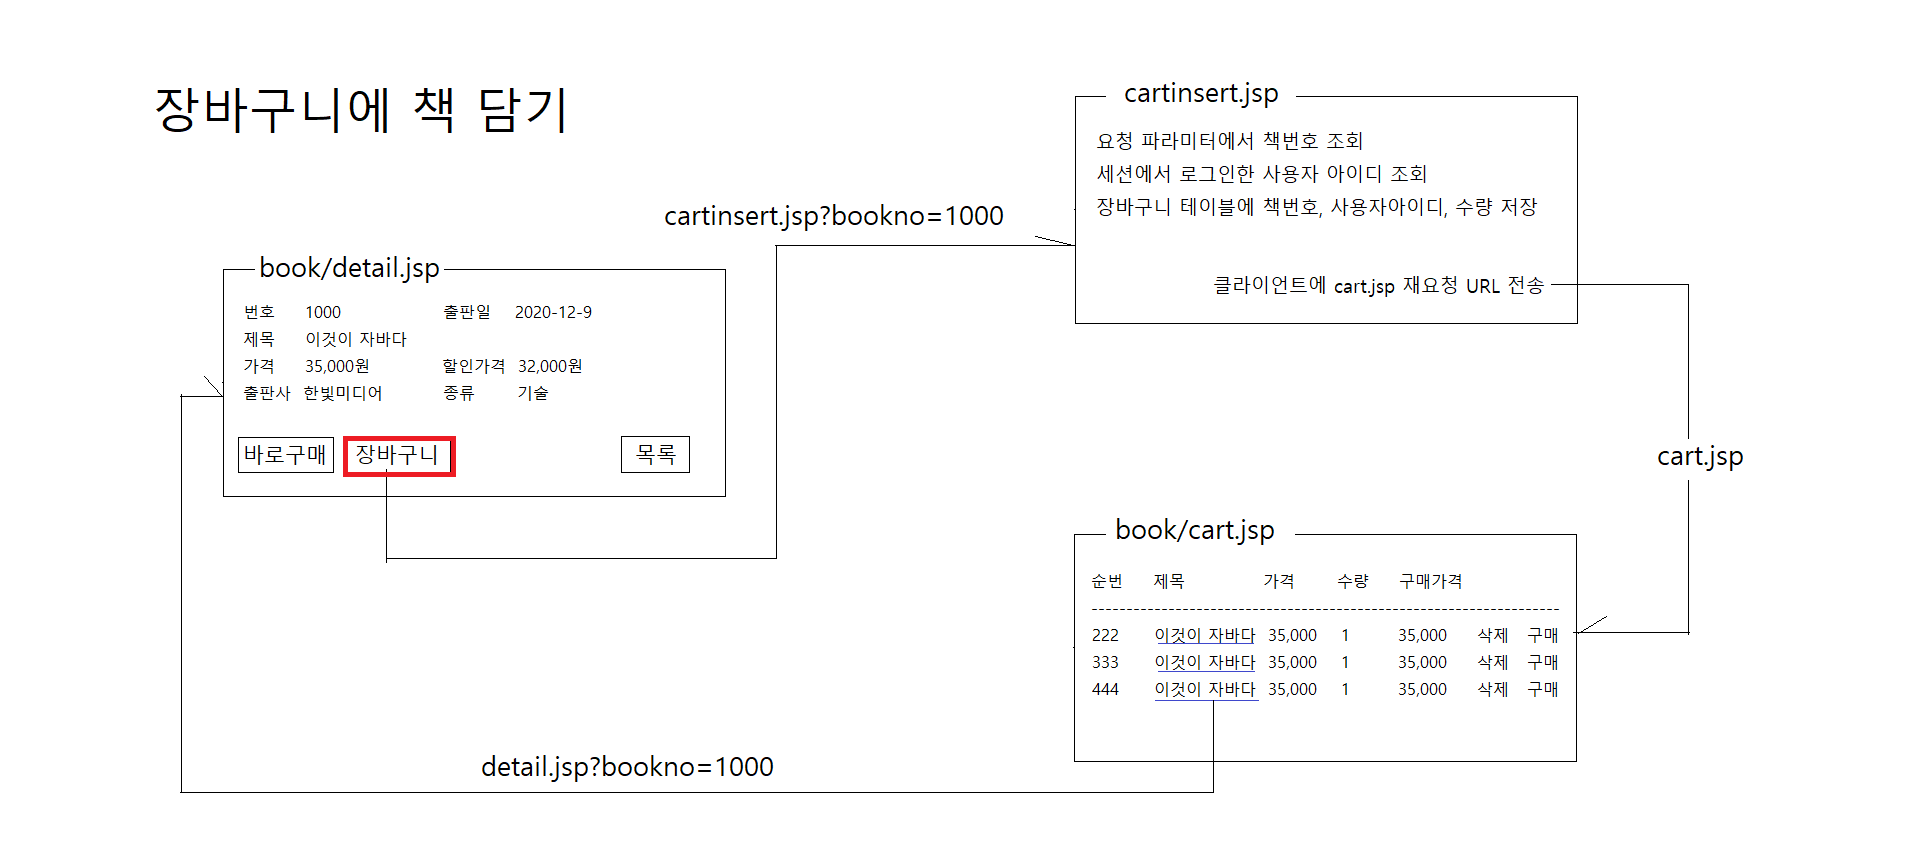 장바구니에 책 담기
cartinsert.jsp
요청 파라미터에서 책번호 조회
세션에서 로그인한 사용자 아이디 조회
장바구니 테이블에 책번호, 사용자아이디, 수량 저장
클라이언트에 cart.jsp 재요청 URL 전송
cartinsert.jsp?bookno=1000
book/detail.jsp
번호 1000 출판일 2020-12-9
제목 이것이 자바다
가격 35,000원 할인가격 32,000원
출판사 한빛미디어 종류 기술
바로구매 장바구니 목록
cart.jsp
book/cart.jsp
순번 제목 가격 수량 구매가격
------------------------------------------------------------------
222 이것이 자바다 35,000 1 35,000 삭제 구매
333 이것이 자바다 35,000 1 35,000 삭제 구매
444 이것이 자바다 35,000 1 35,000 삭제 구매
detail.jsp?bookno=1000